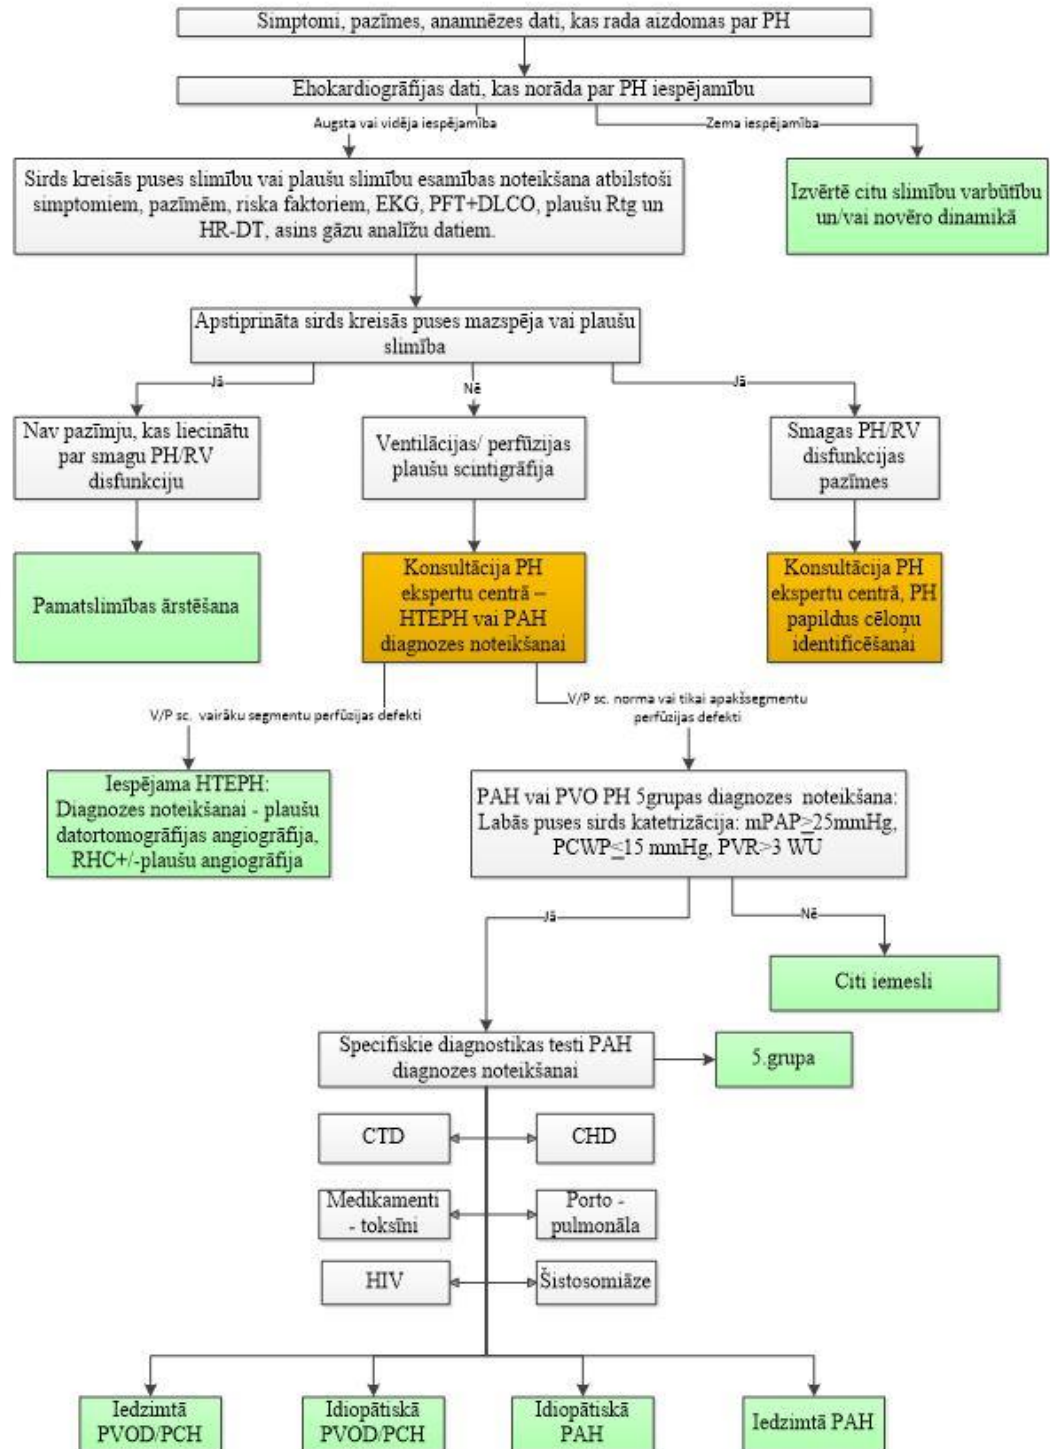 Simptomi, pazīmes, anamnēzes dati, kas rada aizdomas par PH
Ehokardiogrāfijas dati, kas norāda par PH iespējamību
Augsta vai vidēja iespējamība
Zema iespējamība
Sirds kreisās puses slimību vai plaušu slimību esamības noteikšana atbilstoši
simptomiem, pazīmēm, riska faktoriem, EKG, PFT+DLCO, plaušu Rtg un
HR-DT, asins gāzu analīžu datiem.
Izvērtē citu slimību varbūtību
un/vai novēro dinamikā
Apstiprināta sirds kreisās puses mazspēja vai plaušu
slimība
Jā
Nē
Jā
Nav pazīmju, kas liecinātu
par smagu PH/RV
disfunkciju
Ventilācijas/ perfūzijas
plaušu scintigrāfija
Smagas PH/RV
disfunkcijas
pazīmes
Pamatslimības ārstēšana
Konsultācija PH
ekspertu centrā –
HTEPH vai PAH
diagnozes noteikšanai
Konsultācija PH
ekspertu centrā, PH
papildus cēloņu
identificēšanai
V/P sc. vairāku segmentu perfūzijas defekti
V/P sc. norma vai tikai apakšsegmentu
perfūzijas defekti
Iespējama HTEPH:
Diagnozes noteikšanai - plaušu
datortomogrāfijas angiogrāfija,
RHC+/-plaušu angiogrāfija
PAH vai PVO PH 5grupas diagnozes noteikšana:
Labās puses sirds katetrizācija: mPAP≥25mmHg,
PCWP≤15 mmHg, PVR>3 WU
Jā
Nē
Citi iemesli
Specifiskie diagnostikas testi PAH
diagnozes noteikšanai
5.grupa
CTD
CHD
Medikamenti
- toksīni
Porto -
pulmonāla
HIV
Šistosomiāze
Iedzimtā
PVOD/PCH
Idiopātiskā
PVOD/PCH
Idiopātiskā
PAH
Iedzimtā PAH